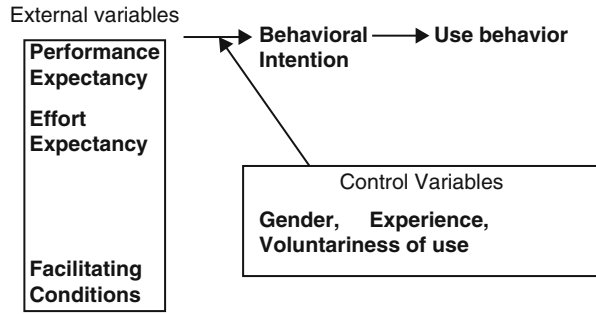 External variables
Performance
Expectancy
Effort
Expectancy
Facilitating
Conditions
Behavioral
Intention
Use behavior
Control Variables
Gender, Experience,
Voluntariness of use